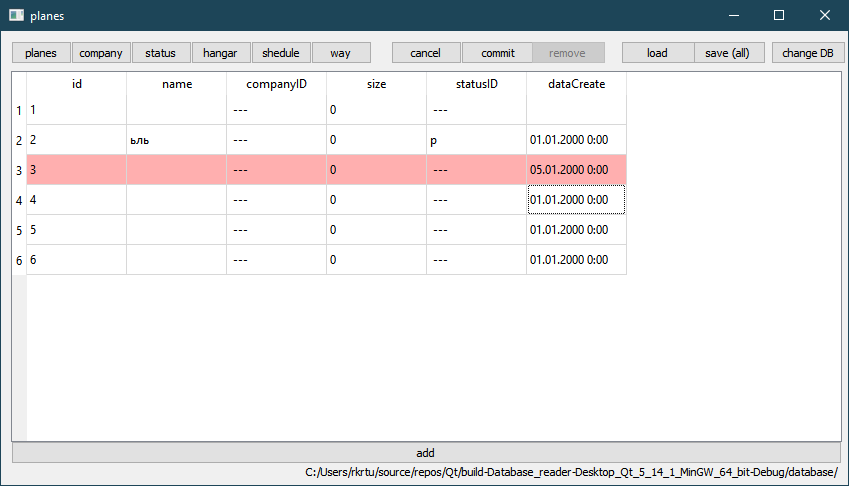 planes
planes company status hangar shedule way cancel commit remove load save (all) change DB
id name companyID size statusID dataCreate
1 1 --- 0 ---
2 2 ьль --- 0 р 01.01.2000 0:00
3 3 --- 0 --- 05.01.2000 0:00
4 4 --- 0 --- 01.01.2000 0:00
5 5 --- 0 --- 01.01.2000 0:00
6 6 --- 0 --- 01.01.2000 0:00
add
C:/Users/rkrtu/source/repos/Qt/build-Database_reader-Desktop_Qt_5_14_1_MinGW_64_bit-Debug/database/